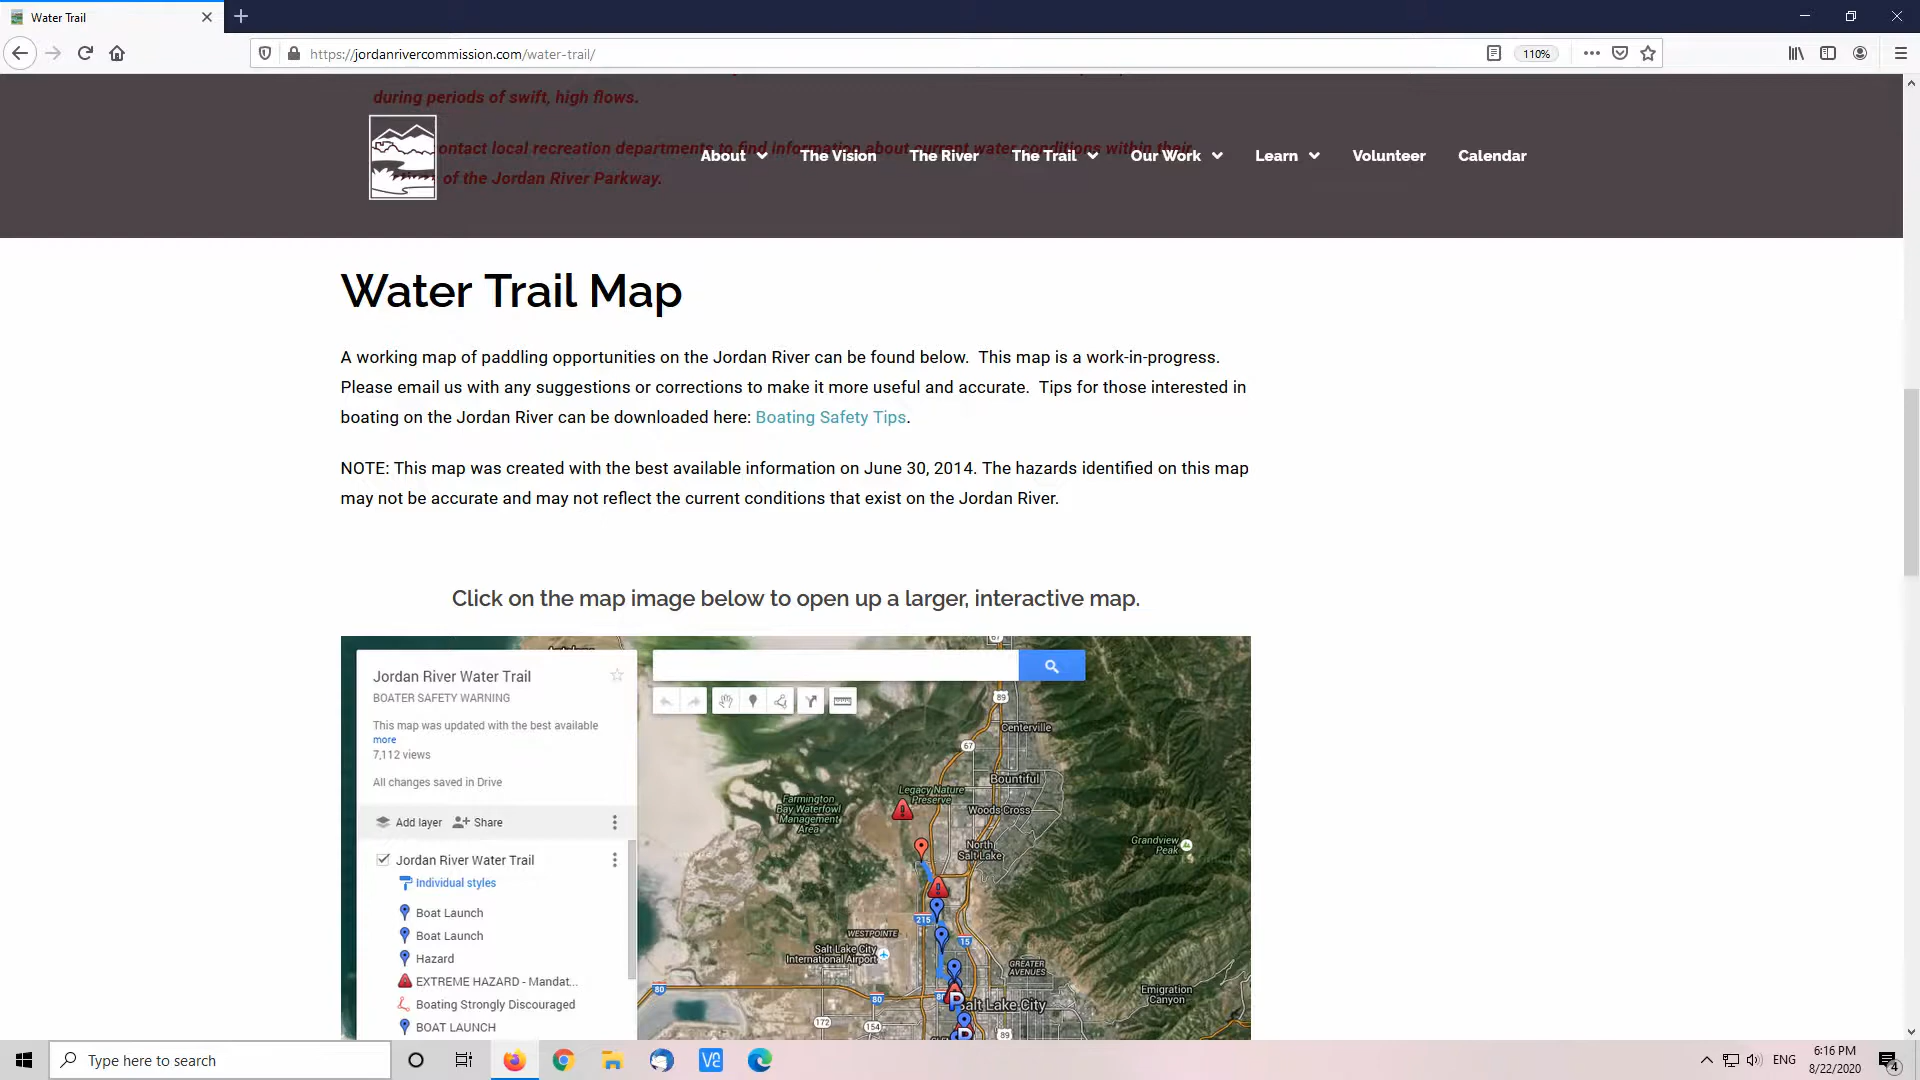 Water Trail
https://jordanrivercommission.com/water-trail/
110%
during periods of swift, high flows.
ontact local recreation departments to find information about current water conditions within their
of the Jordan River Parkway.
About The Vision The River The Trail Our Work Learn Volunteer Calendar
Water Trail Map
A working map of paddling opportunities on the Jordan River can be found below. This map is a work-in-progress.
Please email us with any suggestions or corrections to make it more useful and accurate. Tips for those interested in
boating on the Jordan River can be downloaded here: Boating Safety Tips.
NOTE: This map was created with the best available information on June 30, 2014. The hazards identified on this map
may not be accurate and may not reflect the current conditions that exist on the Jordan River.
Click on the map image below to open up a larger, interactive map.
Jordan River Water Trail
BOATER SAFETY WARNING
This map was updated with the best available
more
7,112 views
All changes saved in Drive
Add layer Share
Jordan River Water Trail
Individual styles
Boat Launch
Boat Launch
Hazard
EXTREME HAZARD - Mandat...
Boating Strongly Discouraged
BOAT LAUNCH
89
Centerville
67
Bountiful
Legacy Nature
Preserve
Farmington
Bay Waterfowl
Management
Area
Woods Cross
North
Salt Lake
Grandview
Peak
215
WESTPOINTE
15
Salt Lake City
International Airport
GREATER
AVENUES
80
80
Salt Lake City
Emigration
Canyon
172
154
89
P
P
Type here to search
ENG
6:16 PM
8/22/2020
4